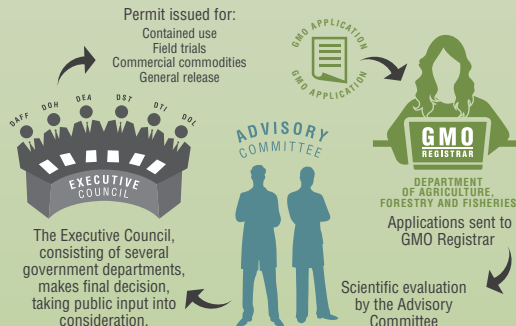 Permit issued for:
Contained use
Field trials
Commercial commodities
General release
GMO APPLICATION
GMO APPLICATION
DAFF DOH DEA DST DTI DOL
EXECUTIVE
COUNCIL
ADVISORY
COMMITTEE
GMO
REGISTRAR
DEPARTMENT
OF AGRICULTURE,
FORESTRY AND FISHERIES
Applications sent to
GMO Registrar
The Executive Council,
consisting of several
government departments,
makes final decision,
taking public input into
consideration.
Scientific evaluation
by the Advisory
Committee